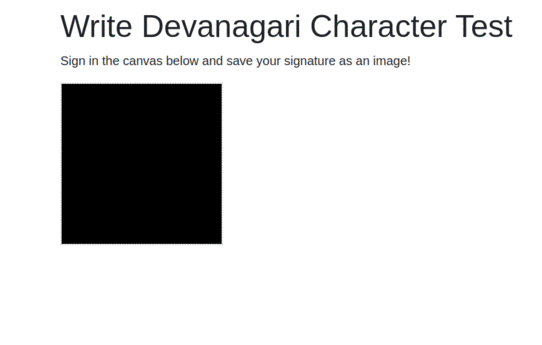 Write Devanagari Character Test
Sign in the canvas below and save your signature as an image!